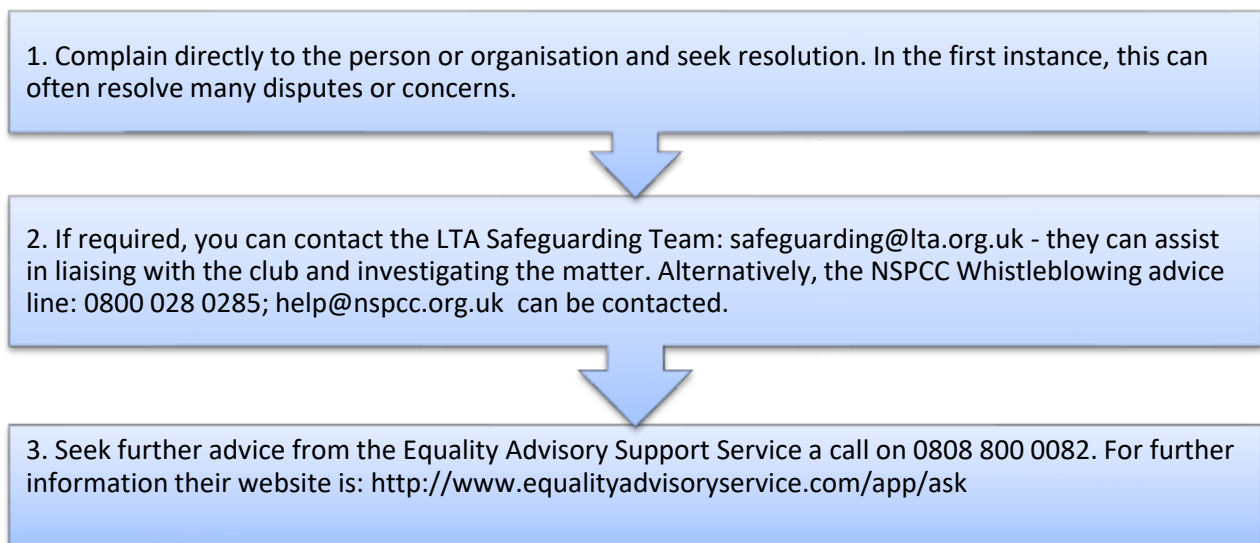 1. Complain directly to the person or organisation and seek resolution. In the first instance, this can
often resolve many disputes or concerns.
2. If required, you can contact the LTA Safeguarding Team: safeguarding@lta.org.uk - they can assist
in liaising with the club and investigating the matter. Alternatively, the NSPCC Whistleblowing advice
line: 0800 028 0285; help@nspcc.org.uk  can be contacted.
3. Seek further advice from the Equality Advisory Support Service a call on 0808 800 0082. For further
information their website is: http://www.equalityadvisoryservice.com/app/ask